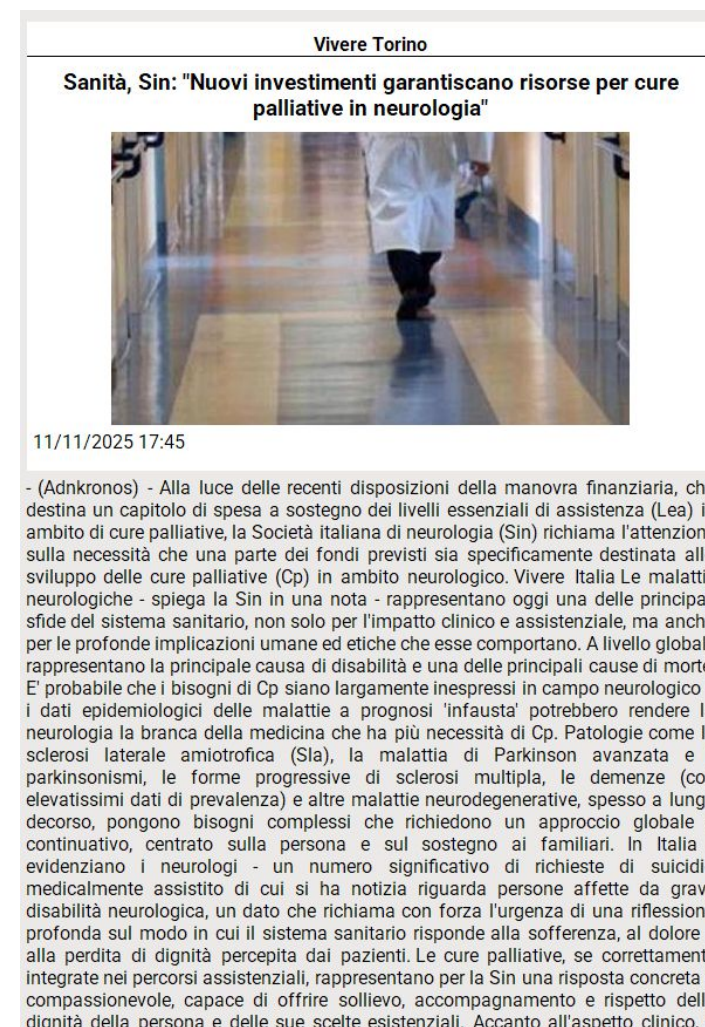 Vivere Torino
Sanità, Sin: "Nuovi investimenti garantiscano risorse per cure
palliative in neurologia"
11/11/2025 17:45
- (Adnkronos) - Alla luce delle recenti disposizioni della manovra finanziaria, ch
destina un capitolo di spesa a sostegno dei livelli essenziali di assistenza (Lea) i
ambito di cure palliative, la Società italiana di neurologia (Sin) richiama l'attenzion
sulla necessità che una parte dei fondi previsti sia specificamente destinata all
sviluppo delle cure palliative (Cp) in ambito neurologico. Vivere Italia Le malatti
neurologiche - spiega la Sin in una nota - rappresentano oggi una delle principa
sfide del sistema sanitario, non solo per l'impatto clinico e assistenziale, ma anch
per le profonde implicazioni umane ed etiche che esse comportano. A livello global
rappresentano la principale causa di disabilità e una delle principali cause di morte
E' probabile che i bisogni di Cp siano largamente inespressi in campo neurologico
i dati epidemiologici delle malattie a prognosi 'infausta' potrebbero rendere l
neurologia la branca della medicina che ha più necessità di Cp. Patologie come l
sclerosi laterale amiotrofica (Sla), la malattia di Parkinson avanzata e
parkinsonismi, le forme progressive di sclerosi multipla, le demenze (co
elevatissimi dati di prevalenza) e altre malattie neurodegenerative, spesso a lung
decorso, pongono bisogni complessi che richiedono un approccio globale
continuativo, centrato sulla persona e sul sostegno ai familiari. In Italia
evidenziano i neurologi - un numero significativo di richieste di suicidi
medicalmente assistito di cui si ha notizia riguarda persone affette da grav
disabilità neurologica, un dato che richiama con forza l'urgenza di una riflession
profonda sul modo in cui il sistema sanitario risponde alla sofferenza, al dolore
alla perdita di dignità percepita dai pazienti. Le cure palliative, se correttament
integrate nei percorsi assistenziali, rappresentano per la Sin una risposta concreta
compassionevole, capace di offrire sollievo, accompagnamento e rispetto dell
dignità della persona e delle sue scelte esistenziali. Accanto all'aspetto clinico,